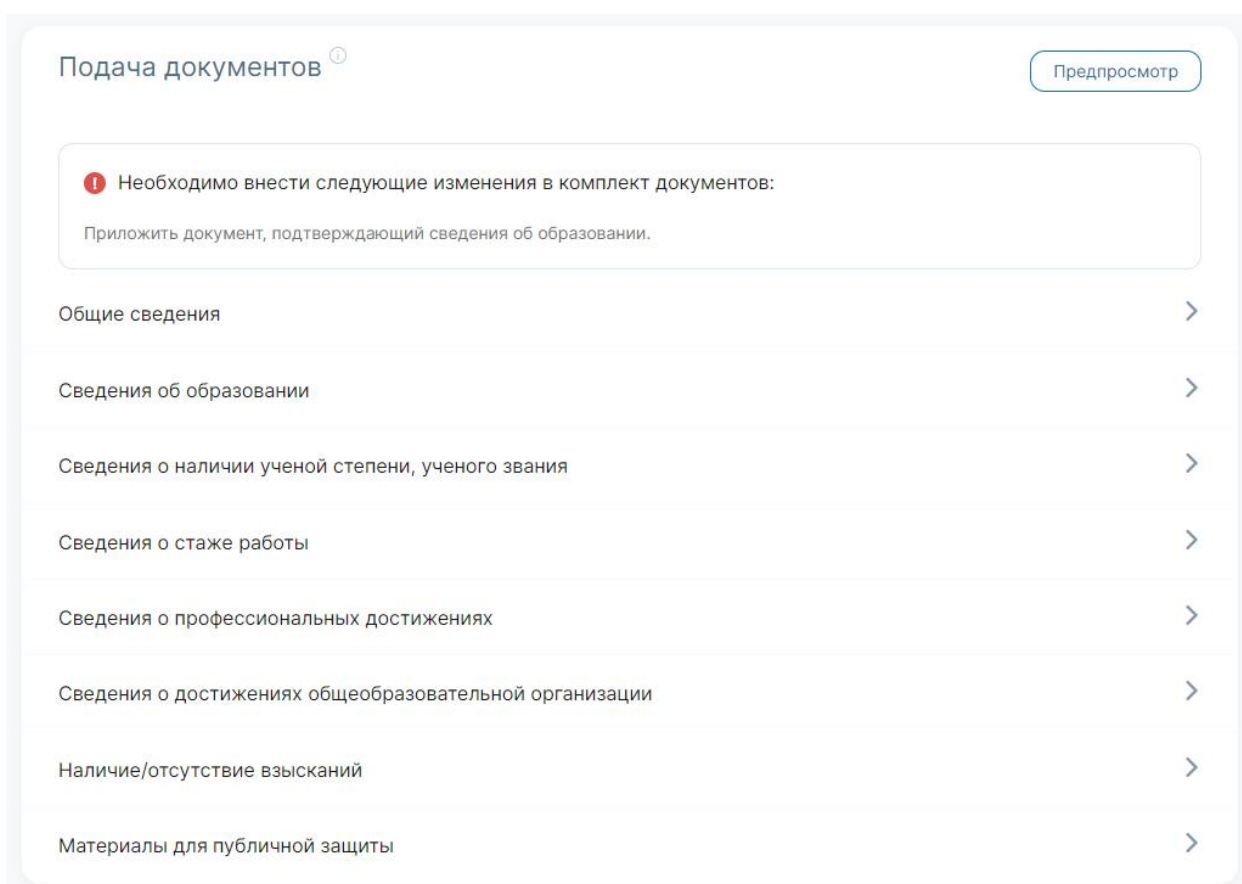 Подача документов
Предпросмотр
Необходимо внести следующие изменения в комплект документов:
Приложить документ, подтверждающий сведения об образовании.
Общие сведения
Сведения об образовании
Сведения о наличии ученой степени, ученого звания
Сведения о стаже работы
Сведения о профессиональных достижениях
Сведения о достижениях общеобразовательной организации
Наличие/отсутствие взысканий
Материалы для публичной защиты